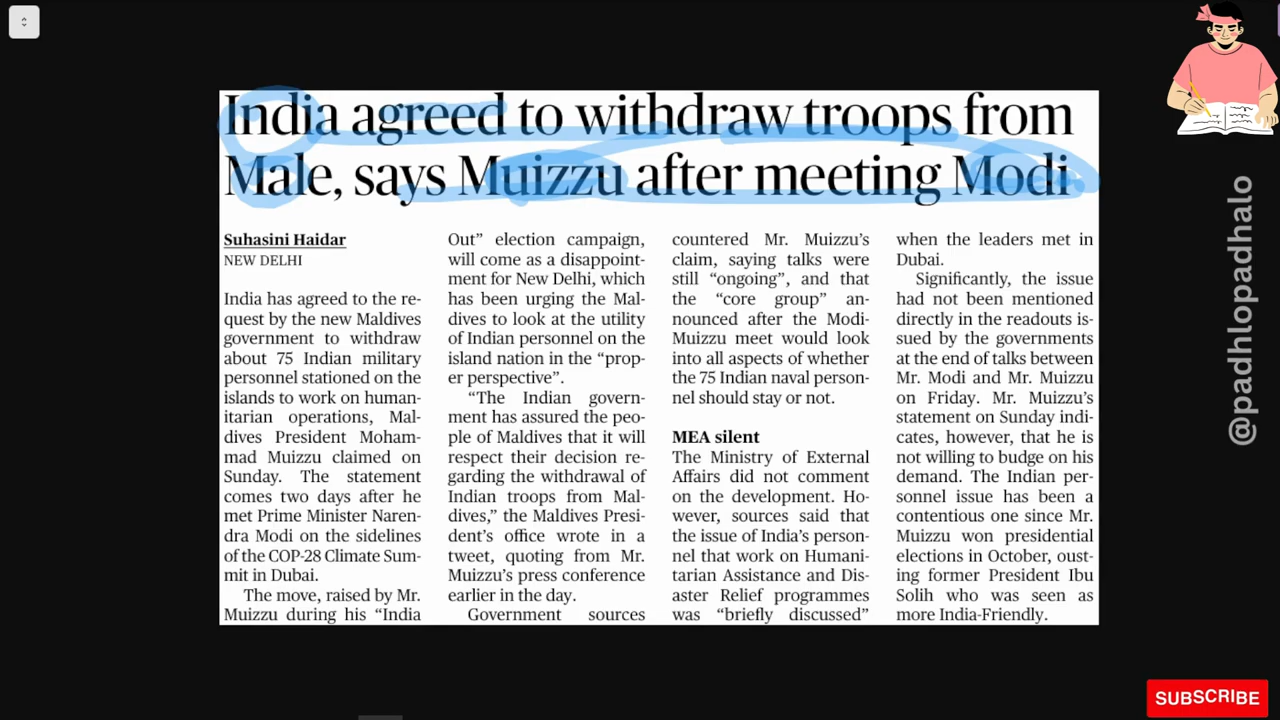 India agreed to withdraw troops from
Male, says Muizzu after meeting Modi
Suhasini Haidar
NEW DELHI
India has agreed to the re-
quest by the new Maldives
government to withdraw
about 75 Indian military
personnel stationed on the
islands to work on human-
itarian operations, Mal-
dives President Moham-
mad Muizzu claimed on
Sunday. The statement
comes two days after he
met Prime Minister Naren-
dra Modi on the sidelines
of the COP-28 Climate Sum-
mit in Dubai.
The move, raised by Mr.
Muizzu during his “India
Out” election campaign,
will come as a disappoint-
ment for New Delhi, which
has been urging the Mal-
dives to look at the utility
of Indian personnel on the
island nation in the “prop-
er perspective”.
“The Indian govern-
ment has assured the peo-
ple of Maldives that it will
respect their decision re-
garding the withdrawal of
Indian troops from Mal-
dives,” the Maldives Presi-
dent’s office wrote in a
tweet, quoting from Mr.
Muizzu’s press conference
earlier in the day.
Government sources
countered Mr. Muizzu’s
claim, saying talks were
still “ongoing”, and that
the “core group” an-
nounced after the Modi-
Muizzu meet would look
into all aspects of whether
the 75 Indian naval person-
nel should stay or not.
MEA silent
The Ministry of External
Affairs did not comment
on the development. Ho-
wever, sources said that
the issue of India’s person-
nel that work on Humani-
tarian Assistance and Dis-
aster Relief programmes
was “briefly discussed”
when the leaders met in
Dubai.
Significantly, the issue
had not been mentioned
directly in the readouts is-
sued by the governments
at the end of talks between
Mr. Modi and Mr. Muizzu
on Friday. Mr. Muizzu’s
statement on Sunday indi-
cates, however, that he is
not willing to budge on his
demand. The Indian per-
sonnel issue has been a
contentious one since Mr.
Muizzu won presidential
elections in October, oust-
ing former President Ibu
Solih who was seen as
more India-Friendly.
@padhlopadhalo
SUBSCRIBE